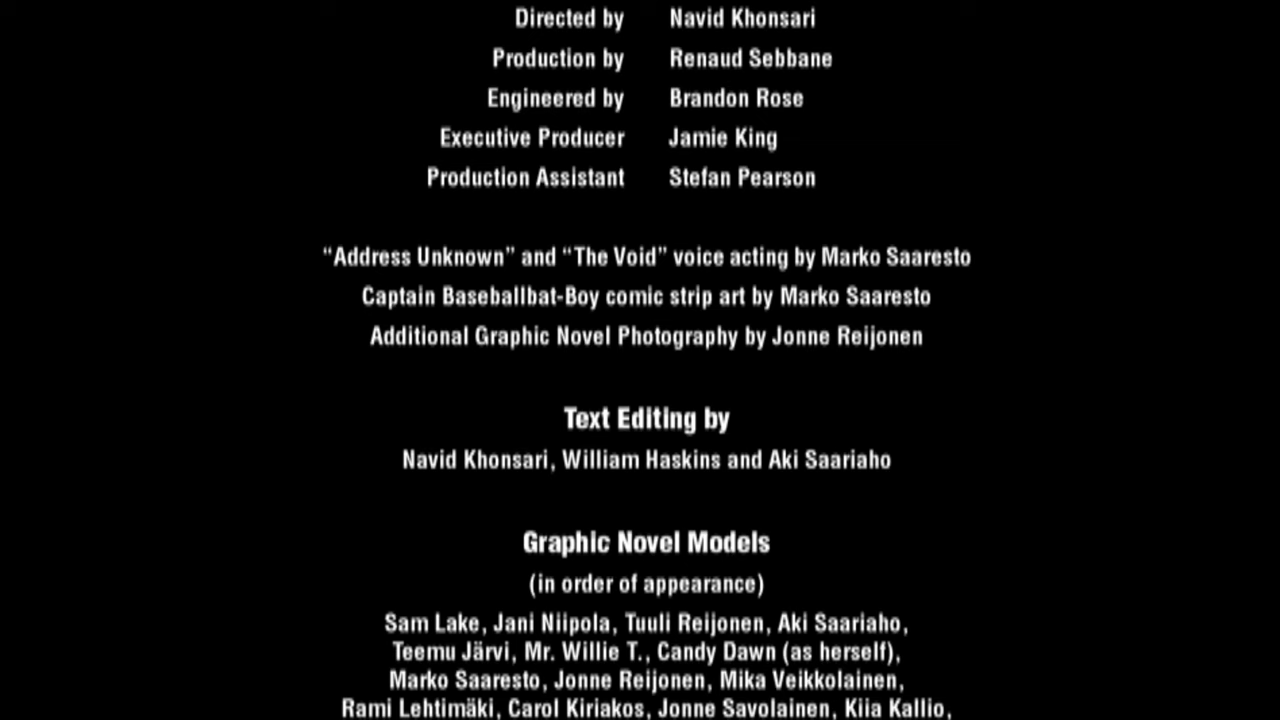 Directed by Navid Khonsari
Production by Renaud Sebbane
Engineered by Brandon Rose
Executive Producer Jamie King
Production Assistant Stefan Pearson
“Address Unknown” and “The Void” voice acting by Marko Saaresto
Captain Baseballbat-Boy comic strip art by Marko Saaresto
Additional Graphic Novel Photography by Jonne Reijonen
Text Editing by
Navid Khonsari, William Haskins and Aki Saariaho
Graphic Novel Models
(in order of appearance)
Sam Lake, Jani Niipola, Tuuli Reijonen, Aki Saariaho,
Teemu Järvi, Mr. Willie T., Candy Dawn (as herself),
Marko Saaresto, Jonne Reijonen, Mika Veikkolainen,
Rami Lehtimäki, Carol Kiriakos, Jonne Savolainen, Kiia Kallio,